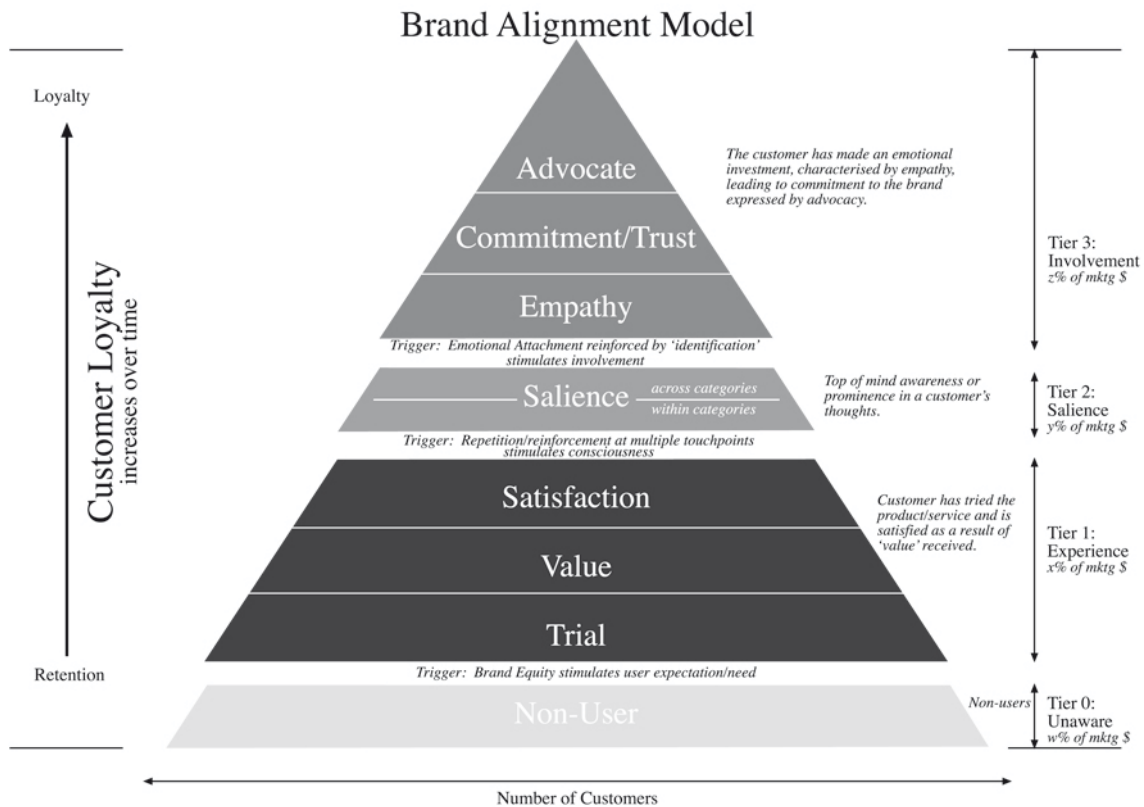 Brand Alignment Model
Loyalty
Customer Loyalty
increases over time
Retention
Advocate
The customer has made an emotional
investment, characterised by empathy,
leading to commitment to the brand
expressed by advocacy.
Commitment/Trust
Empathy
Tier 3:
Involvement
z% of mktg $
Trigger: Emotional Attachment reinforced by ‘identification’
stimulates involvement
Salience
across categories
within categories
Top of mind awareness or
prominence in a customer’s
thoughts.
Tier 2:
Salience
y% of mktg $
Trigger: Repetition/reinforcement at multiple touchpoints
stimulates consciousness
Satisfaction
Value
Trial
Customer has tried the
product/service and is
satisfied as a result of
‘value’ received.
Tier 1:
Experience
x% of mktg $
Trigger: Brand Equity stimulates user expectation/need
Non-User
Non-users
Tier 0:
Unaware
w% of mktg $
Number of Customers